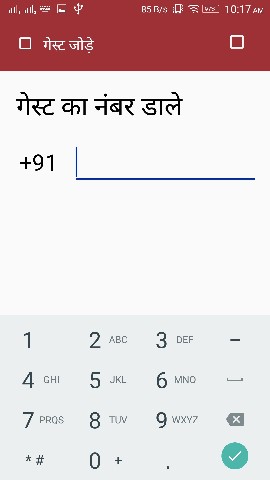 85 B/s 97% 10:17 AM
गेस्ट जोड़े
गेस्ट का नंबर डाले
+91
1 2 ABC 3 DEF –
4 GHI 5 JKL 6 MNO
7 PRQS 8 TUV 9 WXYZ
* # 0 + .